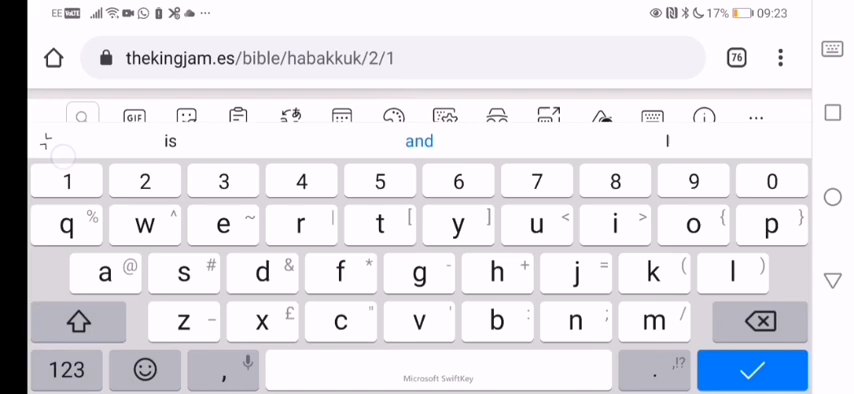 EE VoLTE 17% 09:23
thekingjam.es/bible/habakkuk/2/1 76
GIF
is and I
1 2 3 4 5 6 7 8 9 0
q % w ^ e ~ r | t [ y ] u < i > o { p }
a @ s # d & f * g - h + j = k ( l )
z _ x £ c " v ' b : n ; m /
123 , Microsoft SwiftKey . ,!?